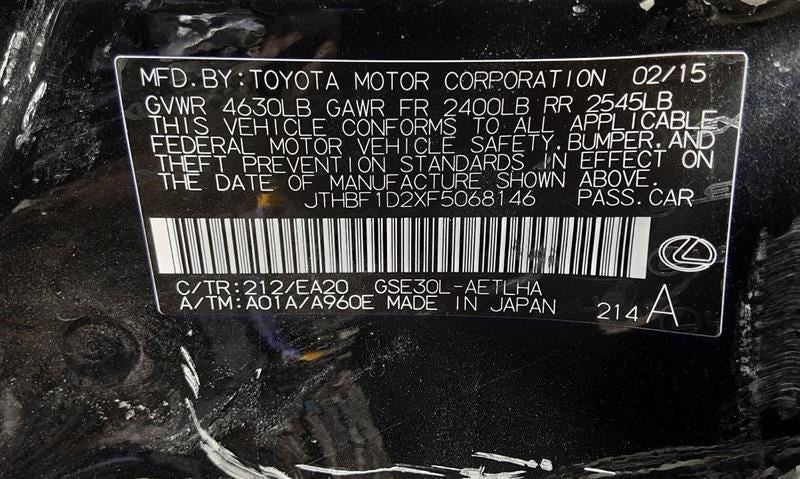 MFD.BY:TOYOTA MOTOR CORPORATION 02/15
GVWR 4630LB GAWR FR 2400LB RR 2545LB
THIS VEHICLE CONFORMS TO ALL APPLICABLE
FEDERAL MOTOR VEHICLE SAFETY,BUMPER,AND
THEFT PREVENTION STANDARDS IN EFFECT ON
THE DATE OF MANUFACTURE SHOWN ABOVE.
JTHBF1D2XF5068146 PASS.CAR
C/TR:212/EA20 GSE30L-AETLHA
A/TM:A01A/A960E MADE IN JAPAN 214 A